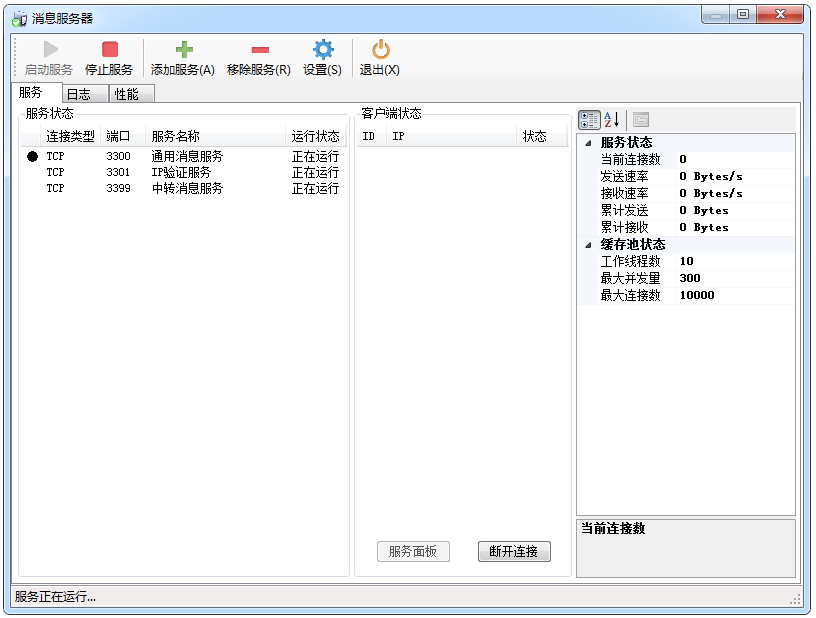 消息服务器
启动服务 停止服务 添加服务(A) 移除服务(R) 设置(S) 退出(X)
服务 日志 性能
服务状态
连接类型 端口 服务名称 运行状态
TCP 3300 通用消息服务 正在运行
TCP 3301 IP验证服务 正在运行
TCP 3399 中转消息服务 正在运行
客户端状态
ID IP 状态
服务面板 断开连接
服务状态
当前连接数 0
发送速率 0 Bytes/s
接收速率 0 Bytes/s
累计发送 0 Bytes
累计接收 0 Bytes
缓存池状态
工作线程数 10
最大并发量 300
最大连接数 10000
当前连接数
服务正在运行...